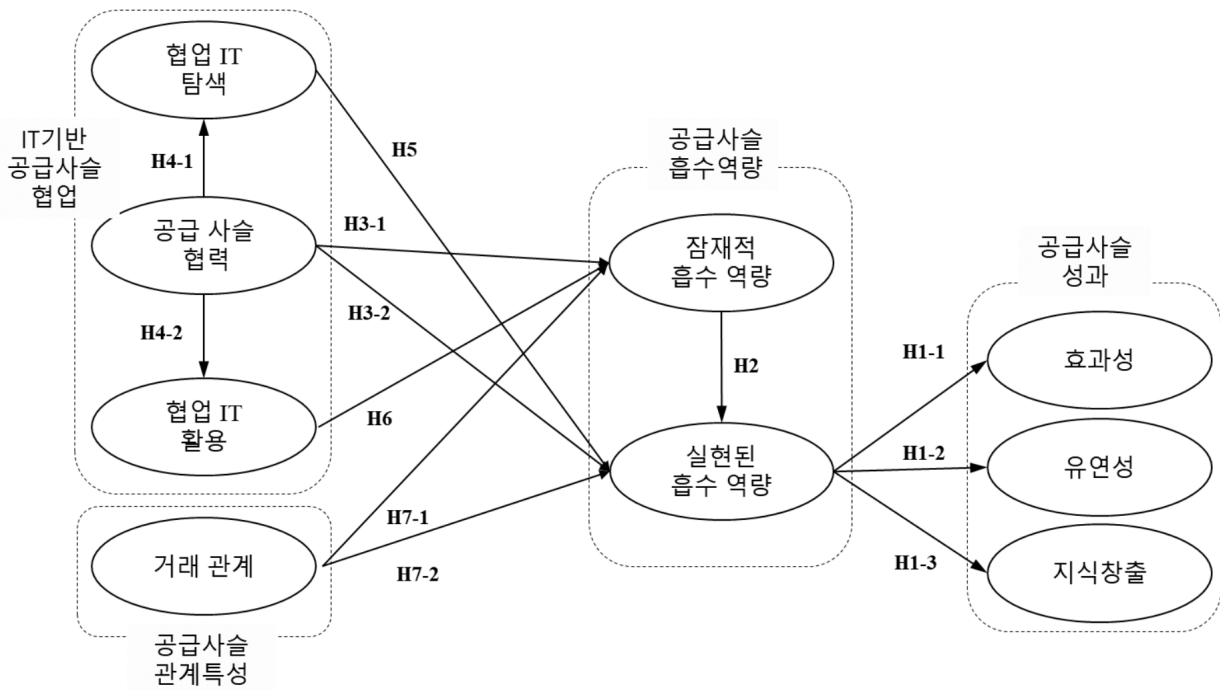 협업 IT
탐색
IT기반
공급사슬
협업
H4-1
공급 사슬
협력
H4-2
협업 IT
활용
거래 관계
공급사슬
관계특성
H5
H3-1
H3-2
H6
H7-1
H7-2
공급사슬
흡수역량
잠재적
흡수 역량
H2
실현된
흡수 역량
H1-1
H1-2
H1-3
공급사슬
성과
효과성
유연성
지식창출